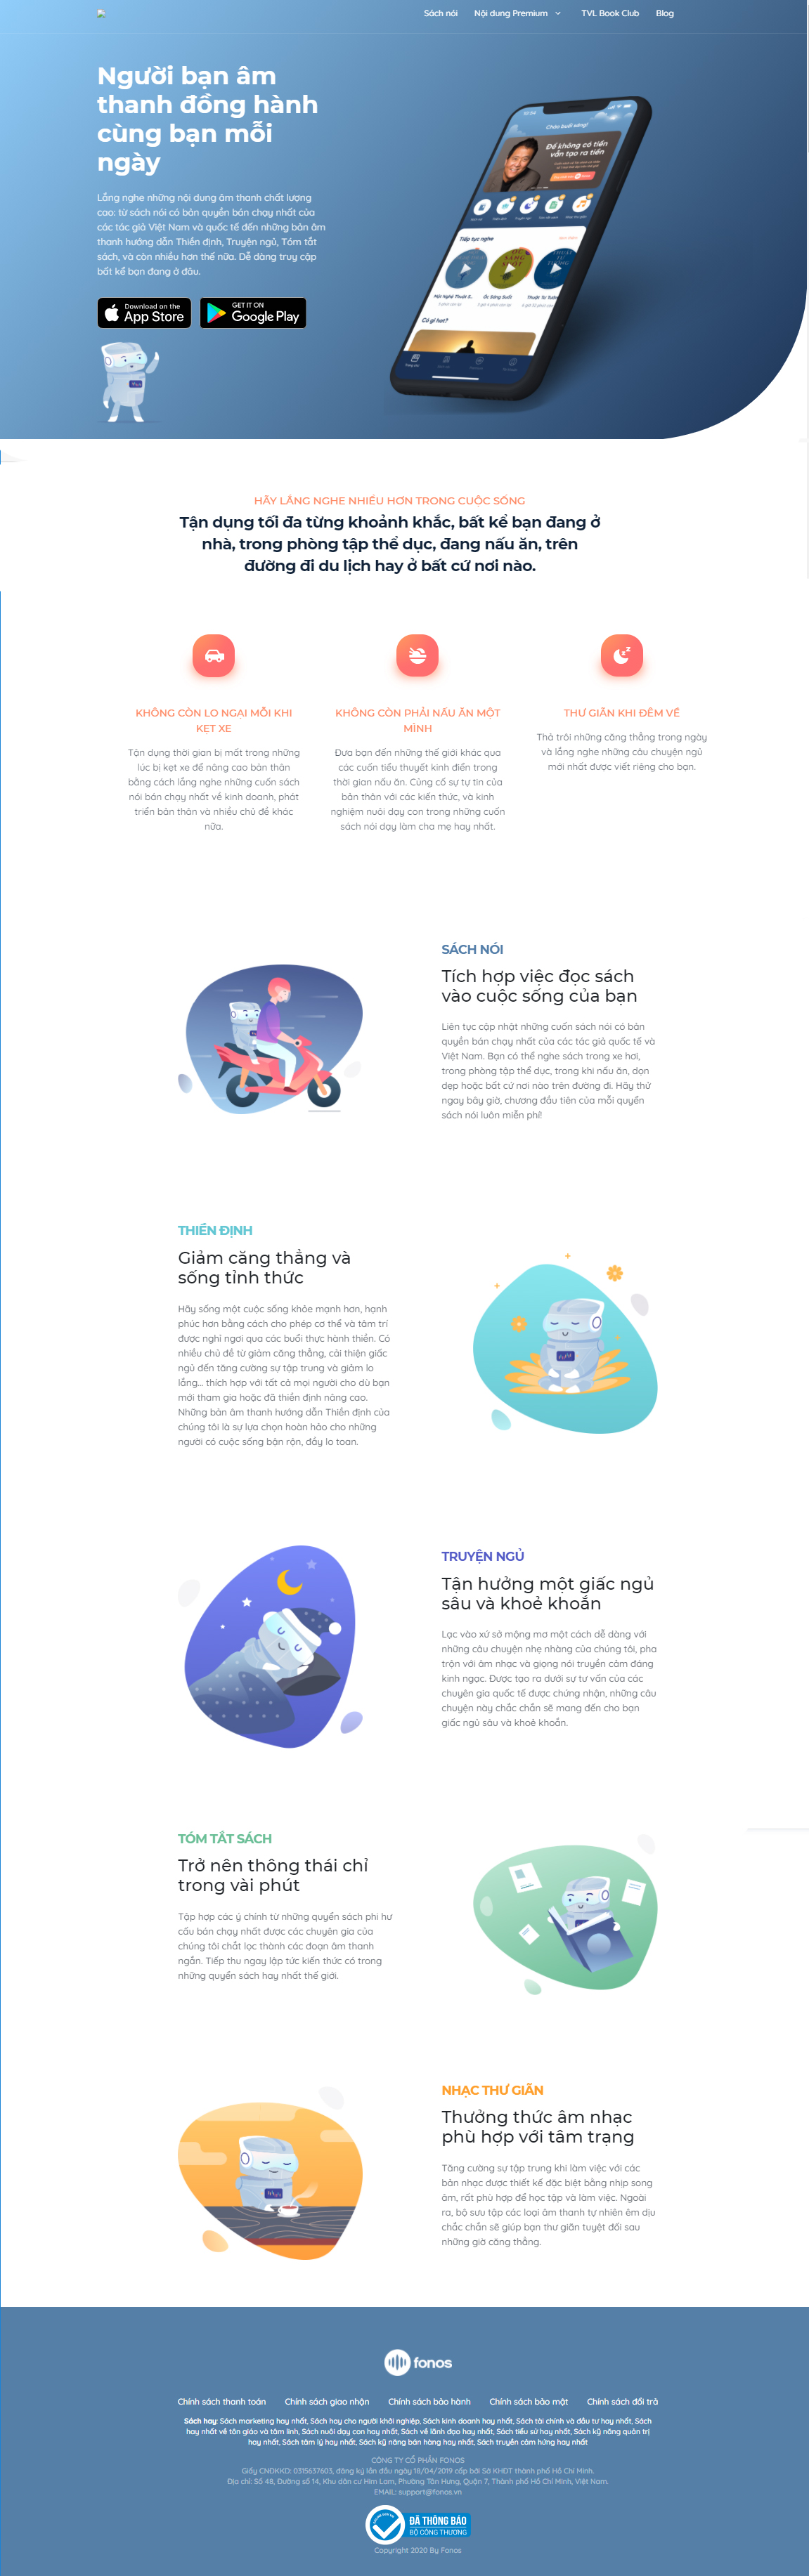 Sách nói Nội dung Premium TVL Book Club Blog
Người bạn âm
thanh đồng hành
cùng bạn mỗi
ngày
Lắng nghe những nội dung âm thanh chất lượng
cao: từ sách nói có bản quyền bán chạy nhất của
các tác giả Việt Nam và quốc tế đến những bản âm
thanh hướng dẫn Thiền định, Truyện ngủ, Tóm tắt
sách, và còn nhiều hơn thế nữa. Dễ dàng truy cập
bất kể bạn đang ở đâu.
Download on the
App Store
GET IT ON
Google Play
Chào buổi sáng!
Để không có tiền
vẫn tạo ra tiền
Tiếp tục nghe
Có gì hot?
HÃY LẮNG NGHE NHIỀU HƠN TRONG CUỘC SỐNG
Tận dụng tối đa từng khoảnh khắc, bất kể bạn đang ở
nhà, trong phòng tập thể dục, đang nấu ăn, trên
đường đi du lịch hay ở bất cứ nơi nào.
KHÔNG CÒN LO NGẠI MỖI KHI
KẸT XE
Tận dụng thời gian bị mất trong những
lúc bị kẹt xe để nâng cao bản thân
bằng cách lắng nghe những cuốn sách
nói bán chạy nhất về kinh doanh, phát
triển bản thân và nhiều chủ đề khác
nữa.
KHÔNG CÒN PHẢI NẤU ĂN MỘT
MÌNH
Đưa bạn đến những thế giới khác qua
các cuốn tiểu thuyết kinh điển trong
thời gian nấu ăn. Củng cố sự tự tin của
bản thân với các kiến thức, và kinh
nghiệm nuôi dạy con trong những cuốn
sách nói dạy làm cha mẹ hay nhất.
THƯ GIÃN KHI ĐÊM VỀ
Thả trôi những căng thẳng trong ngày
và lắng nghe những câu chuyện ngủ
mới nhất được viết riêng cho bạn.
SÁCH NÓI
Tích hợp việc đọc sách
vào cuộc sống của bạn
Liên tục cập nhật những cuốn sách nói có bản
quyền bán chạy nhất của các tác giả quốc tế và
Việt Nam. Bạn có thể nghe sách trong xe hơi,
trong phòng tập thể dục, trong khi nấu ăn, dọn
dẹp hoặc bất cứ nơi nào trên đường đi. Hãy thử
ngay bây giờ, chương đầu tiên của mỗi quyển
sách nói luôn miễn phí!
THIỀN ĐỊNH
Giảm căng thẳng và
sống tỉnh thức
Hãy sống một cuộc sống khỏe mạnh hơn, hạnh
phúc hơn bằng cách cho phép cơ thể và tâm trí
được nghỉ ngơi qua các buổi thực hành thiền. Có
nhiều chủ đề từ giảm căng thẳng, cải thiện giấc
ngủ đến tăng cường sự tập trung và giảm lo
lắng... thích hợp với tất cả mọi người cho dù bạn
mới tham gia hoặc đã thiền định nâng cao.
Những bản âm thanh hướng dẫn Thiền định của
chúng tôi là sự lựa chọn hoàn hảo cho những
người có cuộc sống bận rộn, đầy lo toan.
TRUYỆN NGỦ
Tận hưởng một giấc ngủ
sâu và khoẻ khoắn
Lạc vào xứ sở mộng mơ một cách dễ dàng với
những câu chuyện nhẹ nhàng của chúng tôi, pha
trộn với âm nhạc và giọng nói truyền cảm đáng
kinh ngạc. Được tạo ra dưới sự tư vấn của các
chuyên gia quốc tế được chứng nhận, những câu
chuyện này chắc chắn sẽ mang đến cho bạn
giấc ngủ sâu và khoẻ khoắn.
TÓM TẮT SÁCH
Trở nên thông thái chỉ
trong vài phút
Tập hợp các ý chính từ những quyển sách phi hư
cấu bán chạy nhất được các chuyên gia của
chúng tôi chắt lọc thành các đoạn âm thanh
ngắn. Tiếp thu ngay lập tức kiến thức có trong
những quyển sách hay nhất thế giới.
NHẠC THƯ GIÃN
Thưởng thức âm nhạc
phù hợp với tâm trạng
Tăng cường sự tập trung khi làm việc với các
bản nhạc được thiết kế đặc biệt bằng nhịp song
âm, rất phù hợp để học tập và làm việc. Ngoài
ra, bộ sưu tập các loại âm thanh tự nhiên êm dịu
chắc chắn sẽ giúp bạn thư giãn tuyệt đối sau
những giờ căng thẳng.
fonos
Chính sách thanh toán Chính sách giao nhận Chính sách bảo hành Chính sách bảo mật Chính sách đổi trả
Sách hay: Sách marketing hay nhất, Sách hay cho người khởi nghiệp, Sách kinh doanh hay nhất, Sách tài chính và đầu tư hay nhất, Sách
hay nhất về tôn giáo và tâm linh, Sách nuôi dạy con hay nhất, Sách về lãnh đạo hay nhất, Sách tiểu sử hay nhất, Sách kỹ năng quản trị
hay nhất, Sách tâm lý hay nhất, Sách kỹ năng bán hàng hay nhất, Sách truyền cảm hứng hay nhất
CÔNG TY CỔ PHẦN FONOS
Giấy CNĐKKD: 0315637603, đăng ký lần đầu ngày 18/04/2019 cấp bởi Sở KHĐT thành phố Hồ Chí Minh.
Địa chỉ: Số 48, Đường số 14, Khu dân cư Him Lam, Phường Tân Hưng, Quận 7, Thành phố Hồ Chí Minh, Việt Nam.
EMAIL: support@fonos.vn
ĐÃ THÔNG BÁO
BỘ CÔNG THƯƠNG
Copyright 2020 By Fonos